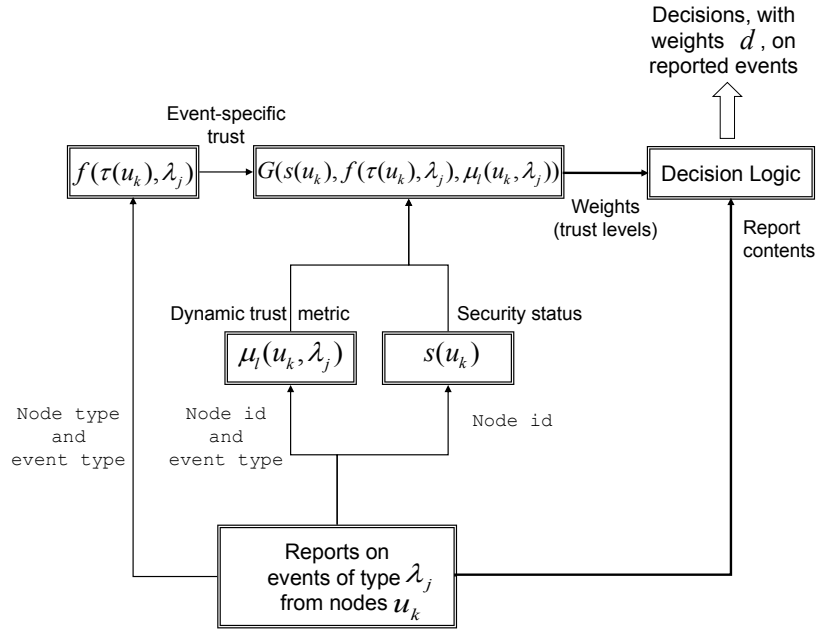 Decisions, with
weights d , on
reported events
Event-specific
trust
f(τ(u_k),λ_j)
G(s(u_k), f(τ(u_k),λ_j),μ_l(u_k,λ_j))
Decision Logic
Weights
(trust levels)
Report
contents
Dynamic trust metric
Security status
μ_l(u_k,λ_j)
s(u_k)
Node type
and
event type
Node id
and
event type
Node id
Reports on
events of type λ_j
from nodes u_k